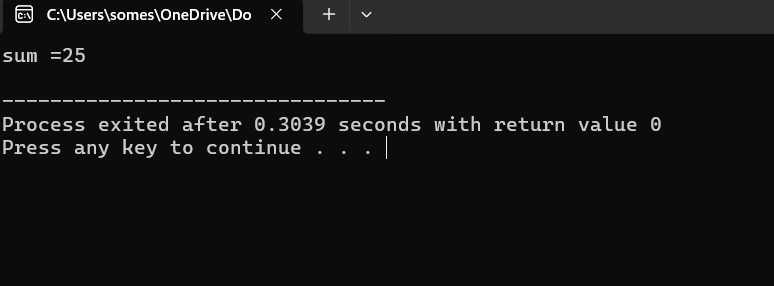 C:\Users\somes\OneDrive\Do
sum =25
--------------------------------
Process exited after 0.3039 seconds with return value 0
Press any key to continue . . .